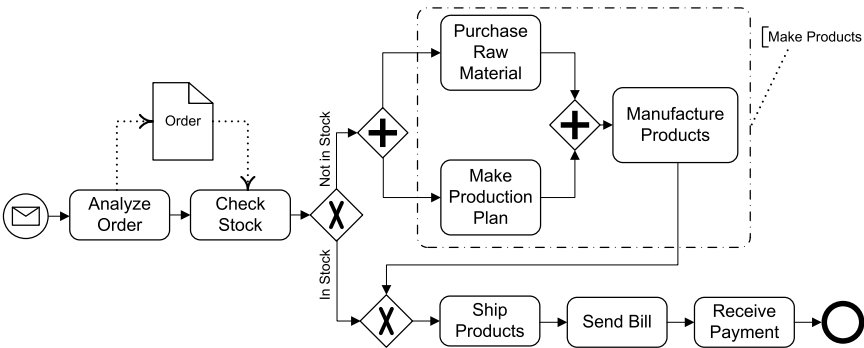 Purchase
Raw
Material
Make Products
Order
Not in Stock
Manufacture
Products
Make
Production
Plan
Analyze
Order
Check
Stock
In Stock
Ship
Products
Send Bill
Receive
Payment